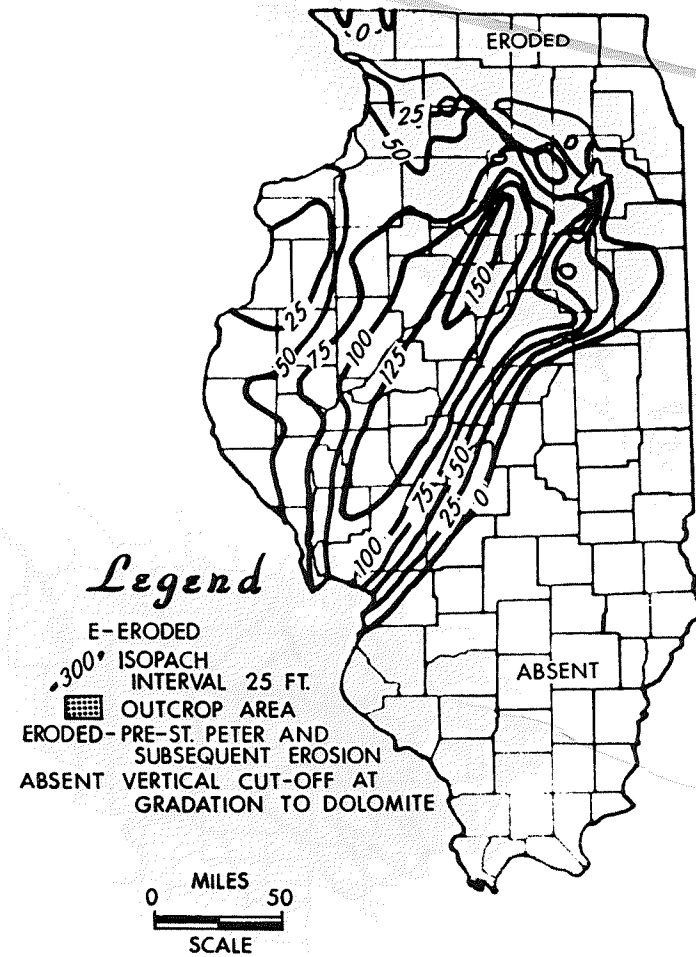 0
ERODED
25
50
150
25
50
75
100
125
75
50
25
0
100
Legend
E-ERODED
300' ISOPACH
INTERVAL 25 FT.
OUTCROP AREA
ERODED-PRE-ST. PETER AND
SUBSEQUENT EROSION
ABSENT VERTICAL CUT-OFF AT
GRADATION TO DOLOMITE
ABSENT
MILES
0 50
SCALE